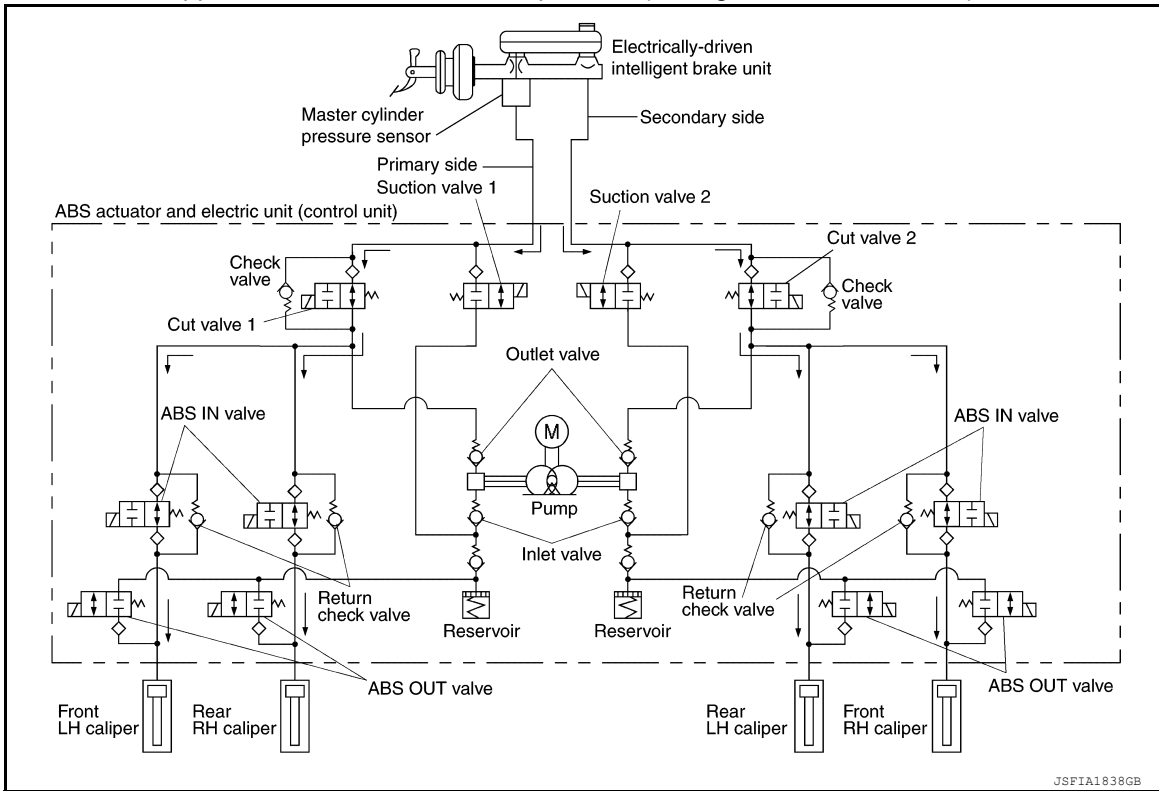 Electrically-driven
intelligent brake unit
Master cylinder
pressure sensor
Secondary side
Primary side
Suction valve 1
Suction valve 2
ABS actuator and electric unit (control unit)
Cut valve 2
Check
valve
Check
valve
Cut valve 1
Outlet valve
ABS IN valve
ABS IN valve
M
Pump
Inlet valve
Return
check valve
Return
check valve
Reservoir
Reservoir
ABS OUT valve
ABS OUT valve
Front
LH caliper
Rear
RH caliper
Rear
LH caliper
Front
RH caliper
JSFIA1838GB